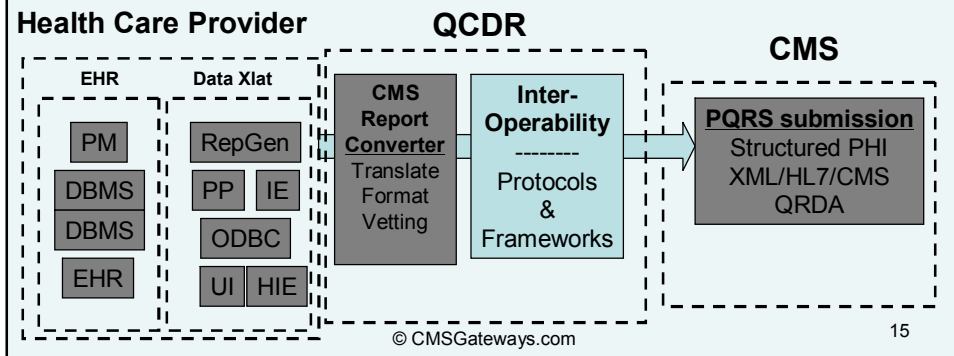 Health Care Provider
QCDR
CMS
EHR
Data Xlat
PM
DBMS
DBMS
EHR
RepGen
PP
IE
ODBC
UI
HIE
CMS
Report
Converter
Translate
Format
Vetting
Inter-
Operability
--------
Protocols
&
Frameworks
PQRS submission
Structured PHI
XML/HL7/CMS
QRDA
© CMSGateways.com
15